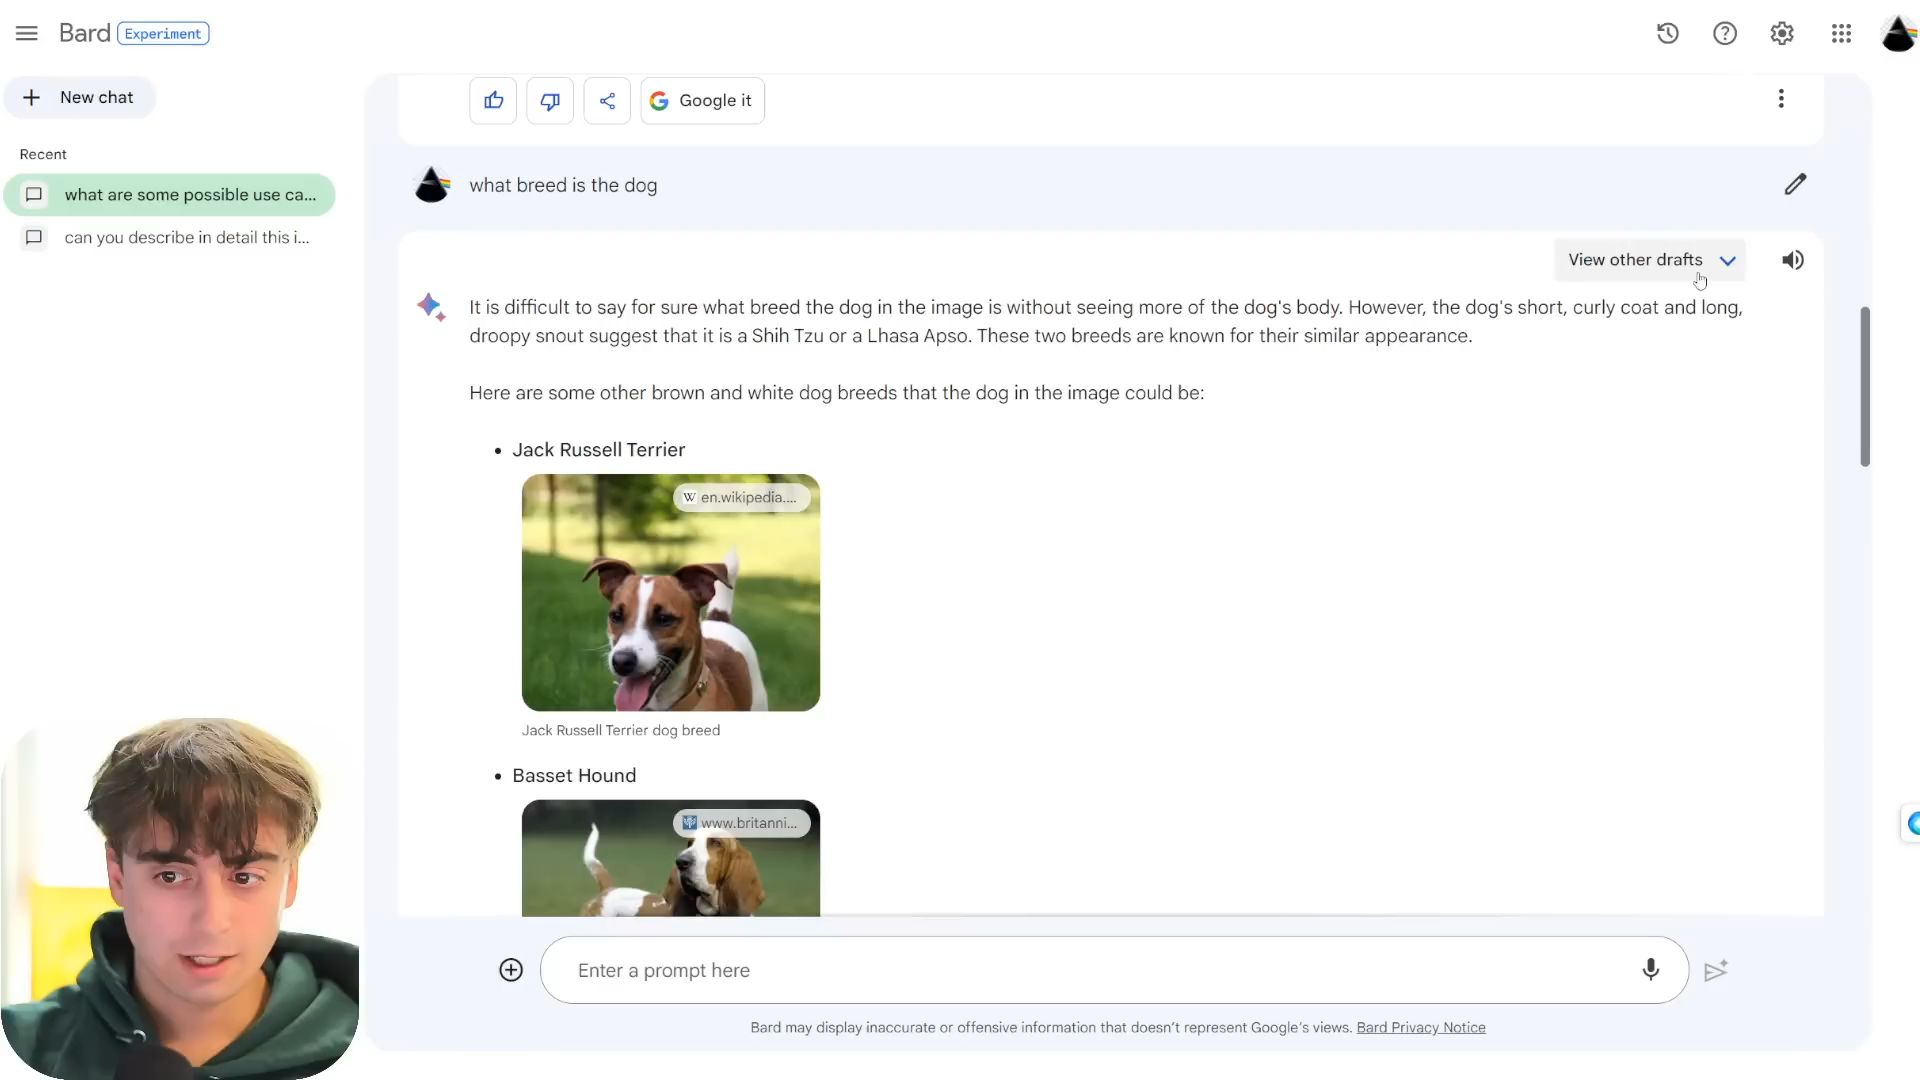 Bard Experiment
New chat
Recent
what are some possible use ca...
can you describe in detail this i...
Google it
what breed is the dog
View other drafts
It is difficult to say for sure what breed the dog in the image is without seeing more of the dog's body. However, the dog's short, curly coat and long,
droopy snout suggest that it is a Shih Tzu or a Lhasa Apso. These two breeds are known for their similar appearance.
Here are some other brown and white dog breeds that the dog in the image could be:
• Jack Russell Terrier
W en.wikipedia....
Jack Russell Terrier dog breed
• Basset Hound
www.britanni...
Enter a prompt here
Bard may display inaccurate or offensive information that doesn't represent Google's views. Bard Privacy Notice